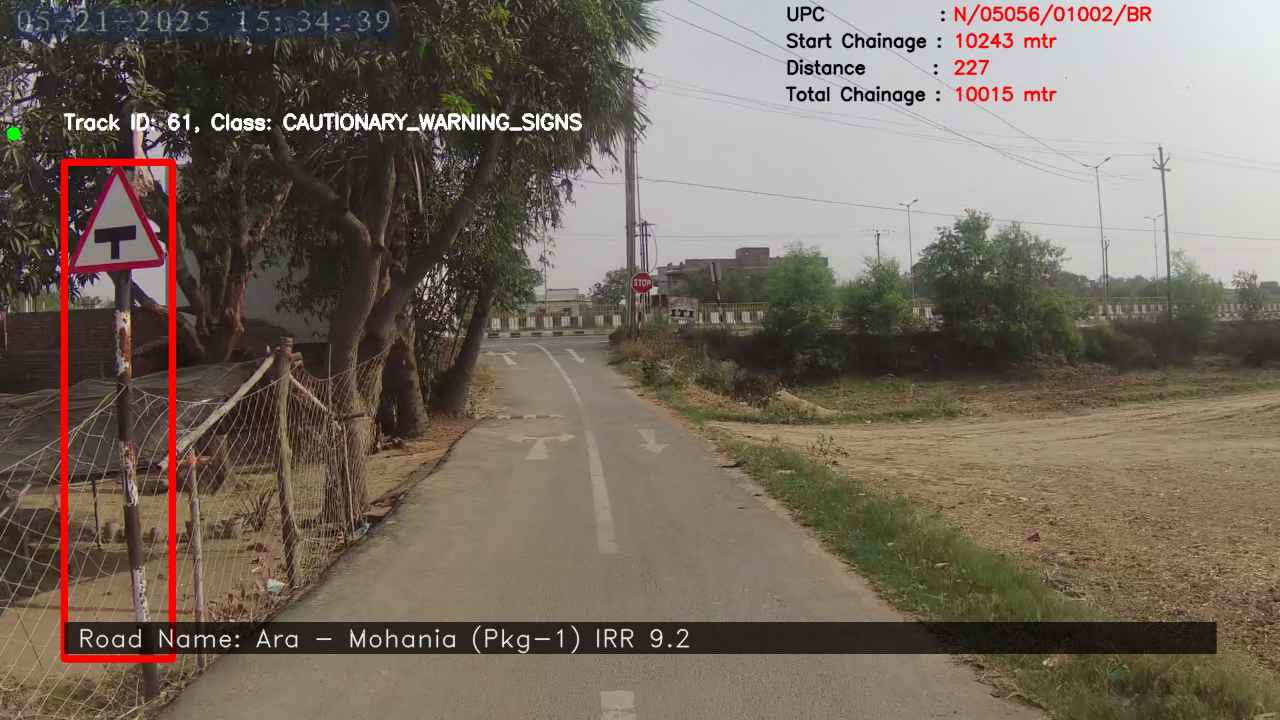 05-21-2025 15:34:39
UPC : N/05056/01002/BR
Start Chainage : 10243 mtr
Distance : 227
Total Chainage : 10015 mtr
Track ID: 61, Class: CAUTIONARY_WARNING_SIGNS
STOP
Road Name: Ara - Mohania (Pkg-1) IRR 9.2